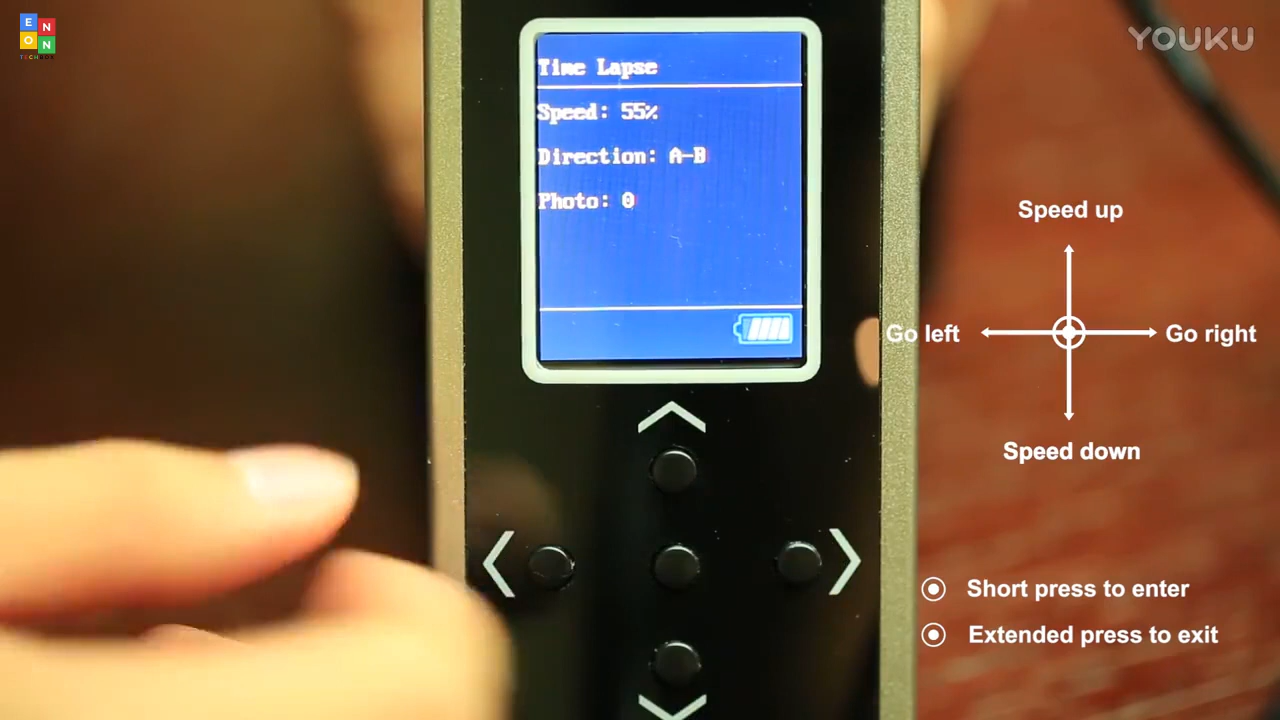 E N
O N
TECHBOX
YOUKU
Time Lapse
Speed: 55%
Direction: A-B
Photo: 0
Speed up
Go left
Go right
Speed down
Short press to enter
Extended press to exit